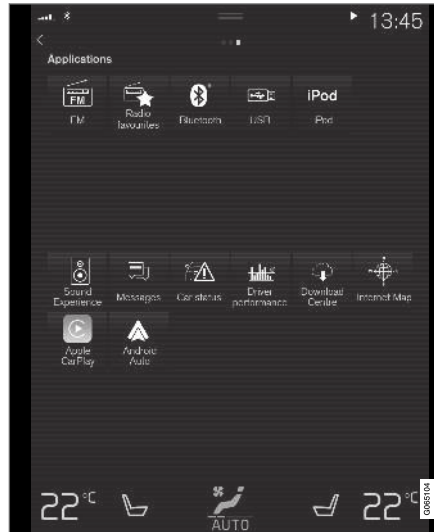 13:45
Applications
FM
iPod
FM
Radio
favourites
Bluetooth
USB
iPod
Sound
Experience
Messages
Car status
Driver
performance
Download
Centre
Internet Map
Apple
CarPlay
Android
Auto
22°C
AUTO
22°C
G065104